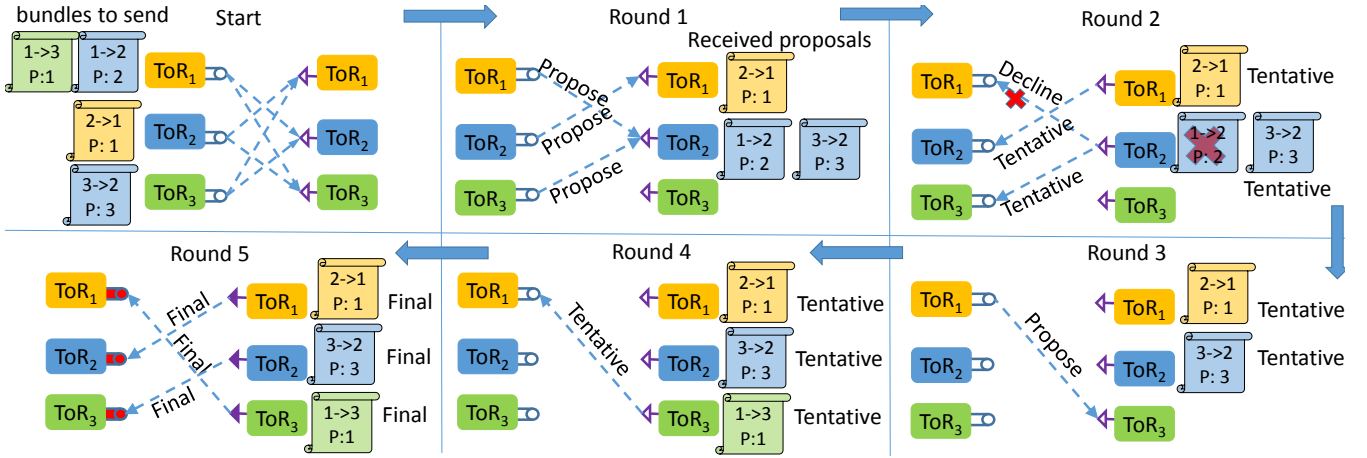 bundles to send
Start
1->3
P:1
1->2
P: 2
2->1
P: 1
3->2
P: 3
ToR1
ToR2
ToR3
ToR1
ToR2
ToR3
Round 1
Received proposals
ToR1
ToR2
ToR3
Propose
Propose
Propose
ToR1
ToR2
ToR3
2->1
P: 1
1->2
P: 2
3->2
P: 3
Round 2
ToR1
ToR2
ToR3
Decline
Tentative
Tentative
ToR1
ToR2
ToR3
2->1
P: 1
Tentative
1->2
P: 2
3->2
P: 3
Tentative
Round 5
ToR1
ToR2
ToR3
Final
Final
Final
ToR1
ToR2
ToR3
2->1
P: 1
Final
3->2
P: 3
Final
1->3
P:1
Final
Round 4
ToR1
ToR2
ToR3
Tentative
ToR1
ToR2
ToR3
2->1
P: 1
Tentative
3->2
P: 3
Tentative
1->3
P:1
Tentative
Round 3
ToR1
ToR2
ToR3
Propose
ToR1
ToR2
ToR3
2->1
P: 1
Tentative
3->2
P: 3
Tentative